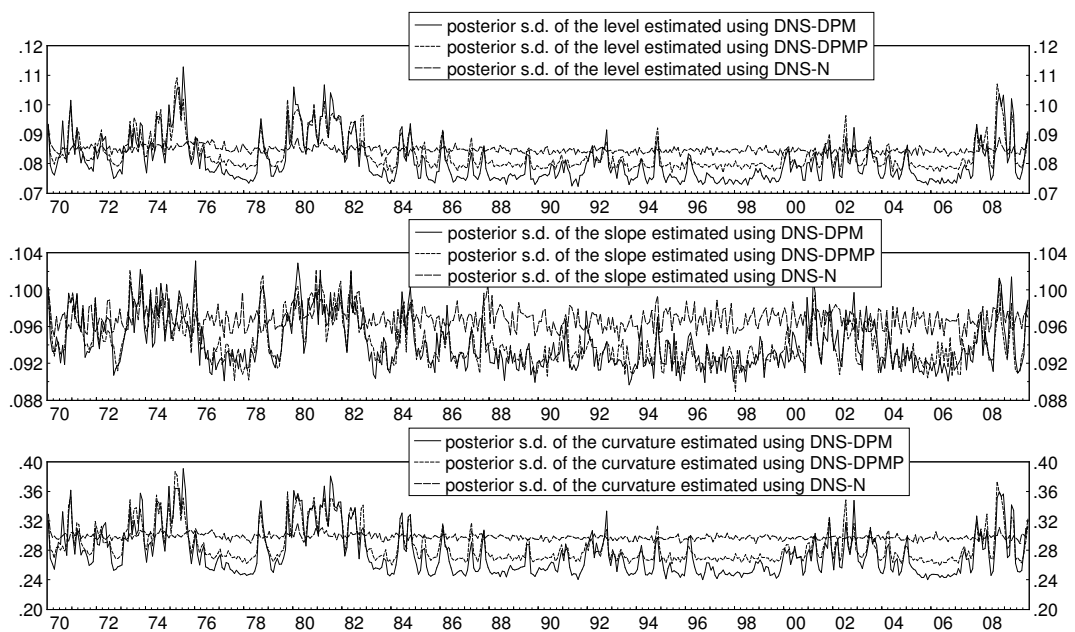 posterior s.d. of the level estimated using DNS-DPM
posterior s.d. of the level estimated using DNS-DPMP
posterior s.d. of the level estimated using DNS-N
.12 .12
.11 .11
.10 .10
.09 .09
.08 .08
.07 .07
70 72 74 76 78 80 82 84 86 88 90 92 94 96 98 00 02 04 06 08
posterior s.d. of the slope estimated using DNS-DPM
posterior s.d. of the slope estimated using DNS-DPMP
posterior s.d. of the slope estimated using DNS-N
.104 .104
.100 .100
.096 .096
.092 .092
.088 .088
70 72 74 76 78 80 82 84 86 88 90 92 94 96 98 00 02 04 06 08
posterior s.d. of the curvature estimated using DNS-DPM
posterior s.d. of the curvature estimated using DNS-DPMP
posterior s.d. of the curvature estimated using DNS-N
.40 .40
.36 .36
.32 .32
.28 .28
.24 .24
.20 .20
70 72 74 76 78 80 82 84 86 88 90 92 94 96 98 00 02 04 06 08